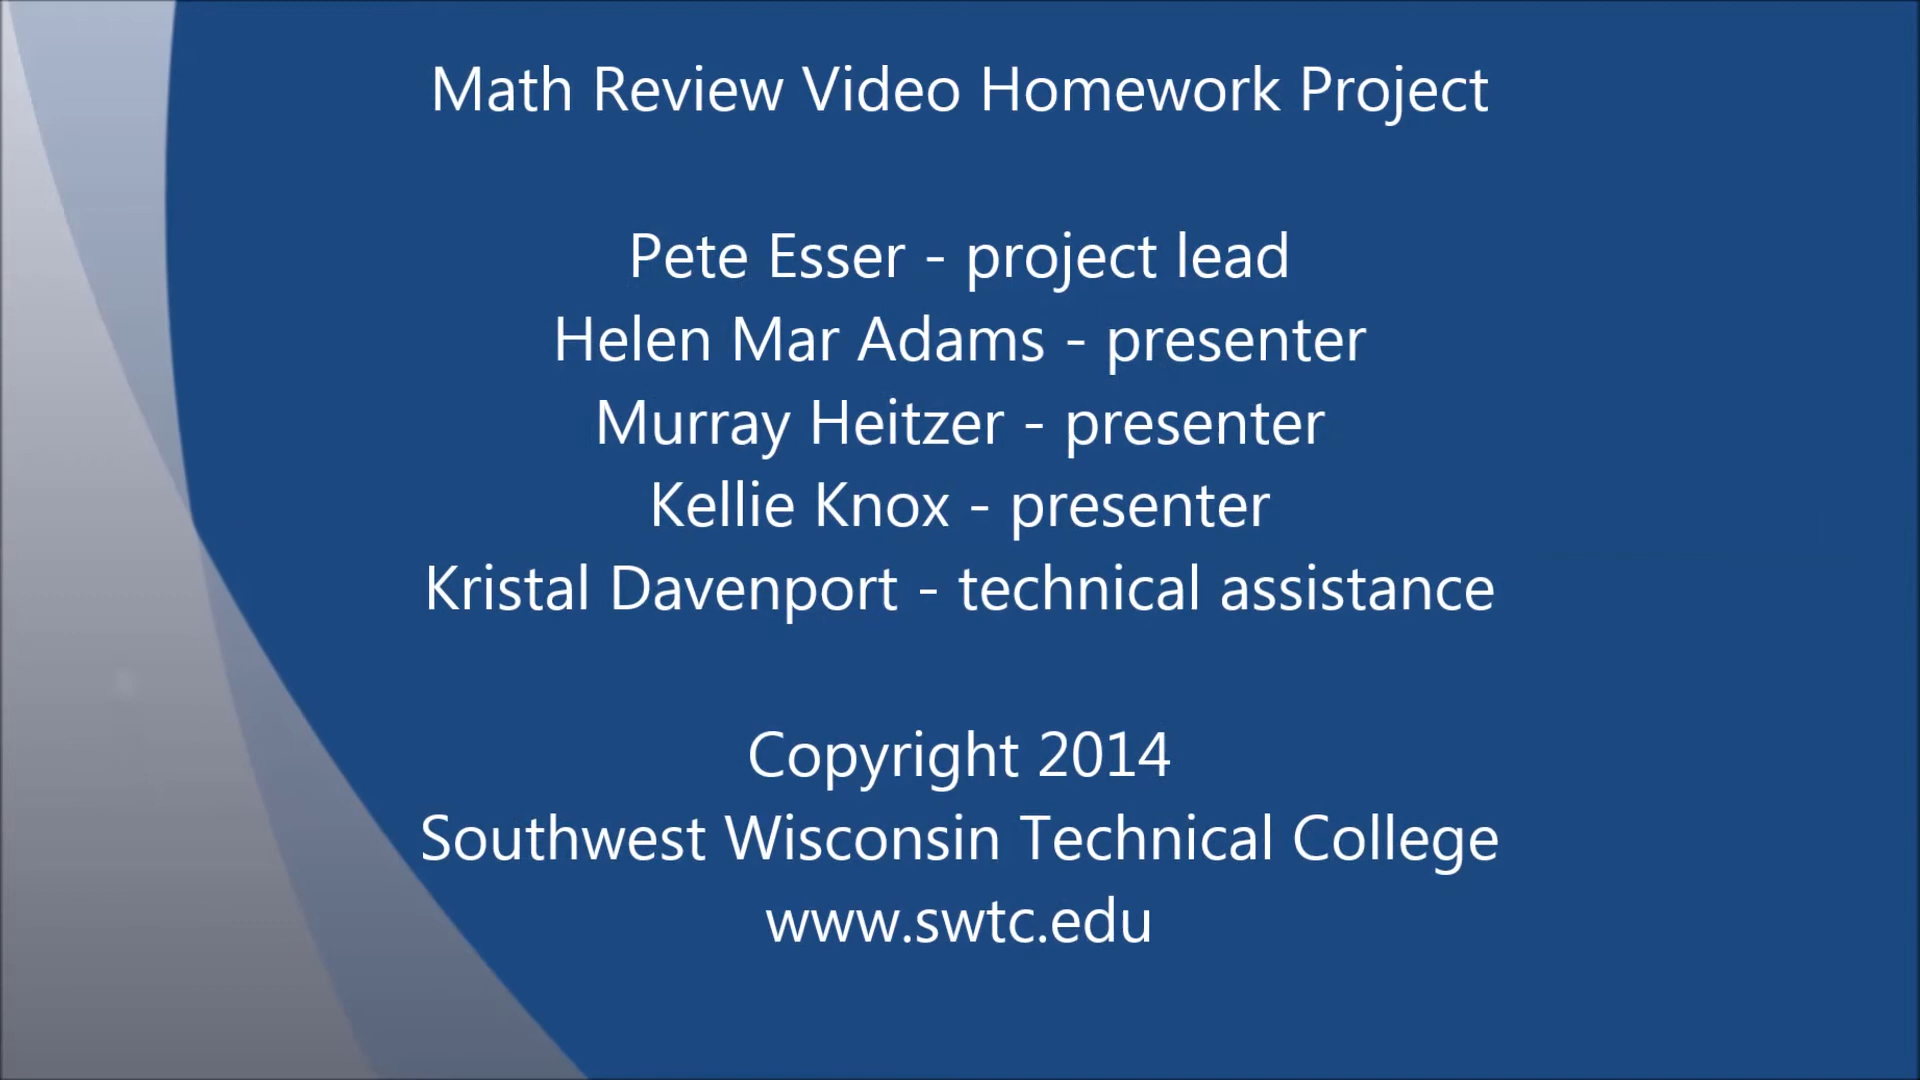 Math Review Video Homework Project
Pete Esser - project lead
Helen Mar Adams - presenter
Murray Heitzer - presenter
Kellie Knox - presenter
Kristal Davenport - technical assistance
Copyright 2014
Southwest Wisconsin Technical College
www.swtc.edu